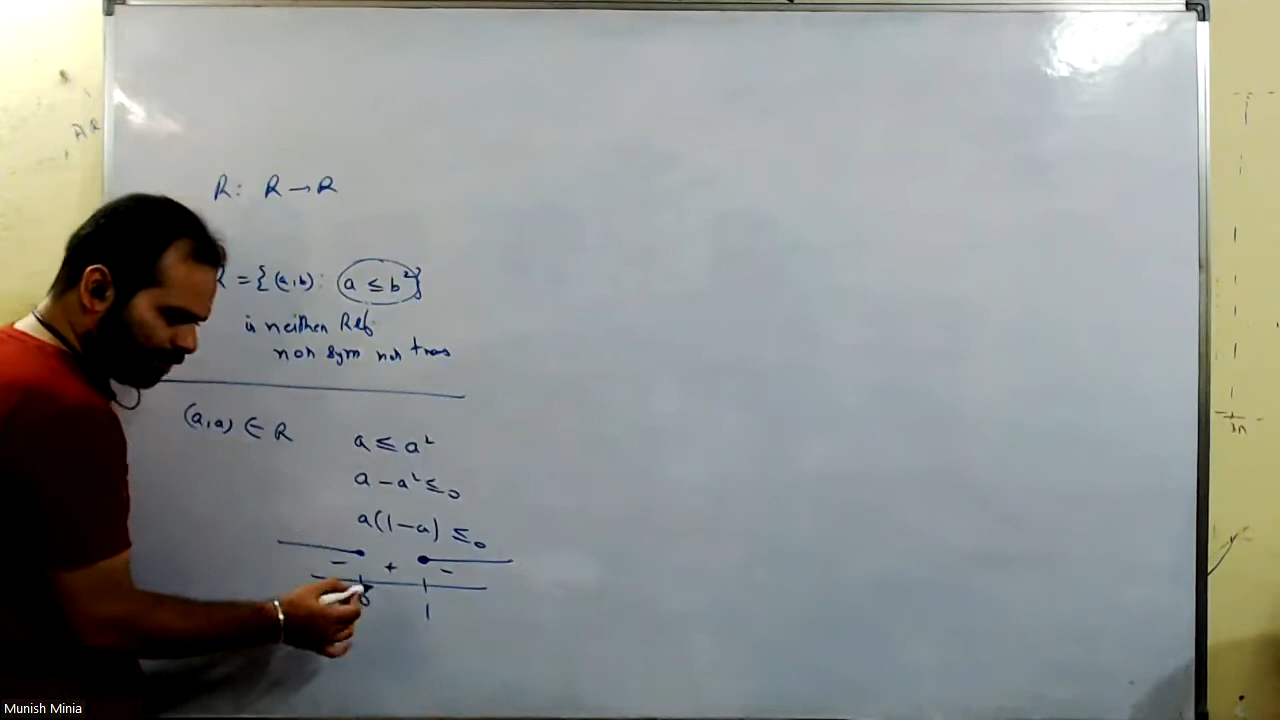 R: R → R
R = {(a,b): a ≤ b²}
is neither Ref
nor Sym nor trans
(a,a) ∈ R
a ≤ a²
a - a² ≤ 0
a(1-a) ≤ 0
- + -
0 1
Munish Minia